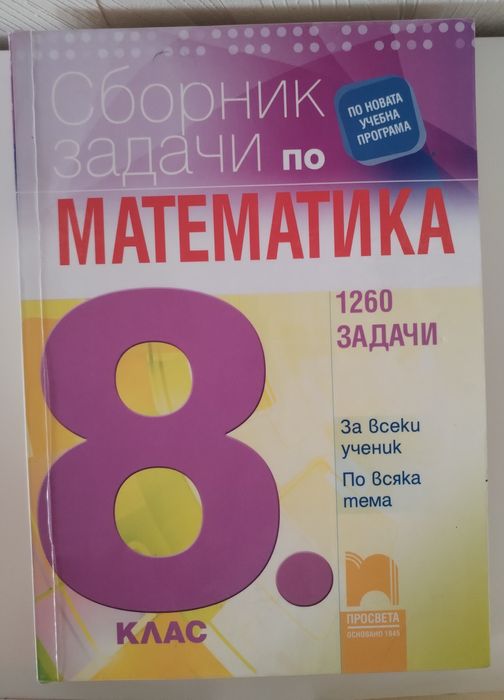 Сборник
задачи по
ПО НОВАТА
УЧЕБНА
ПРОГРАМА
МАТЕМАТИКА
8.
КЛАС
1260
ЗАДАЧИ
За всеки
ученик
По всяка
тема
ПРОСВЕТА
ОСНОВАНО 1945